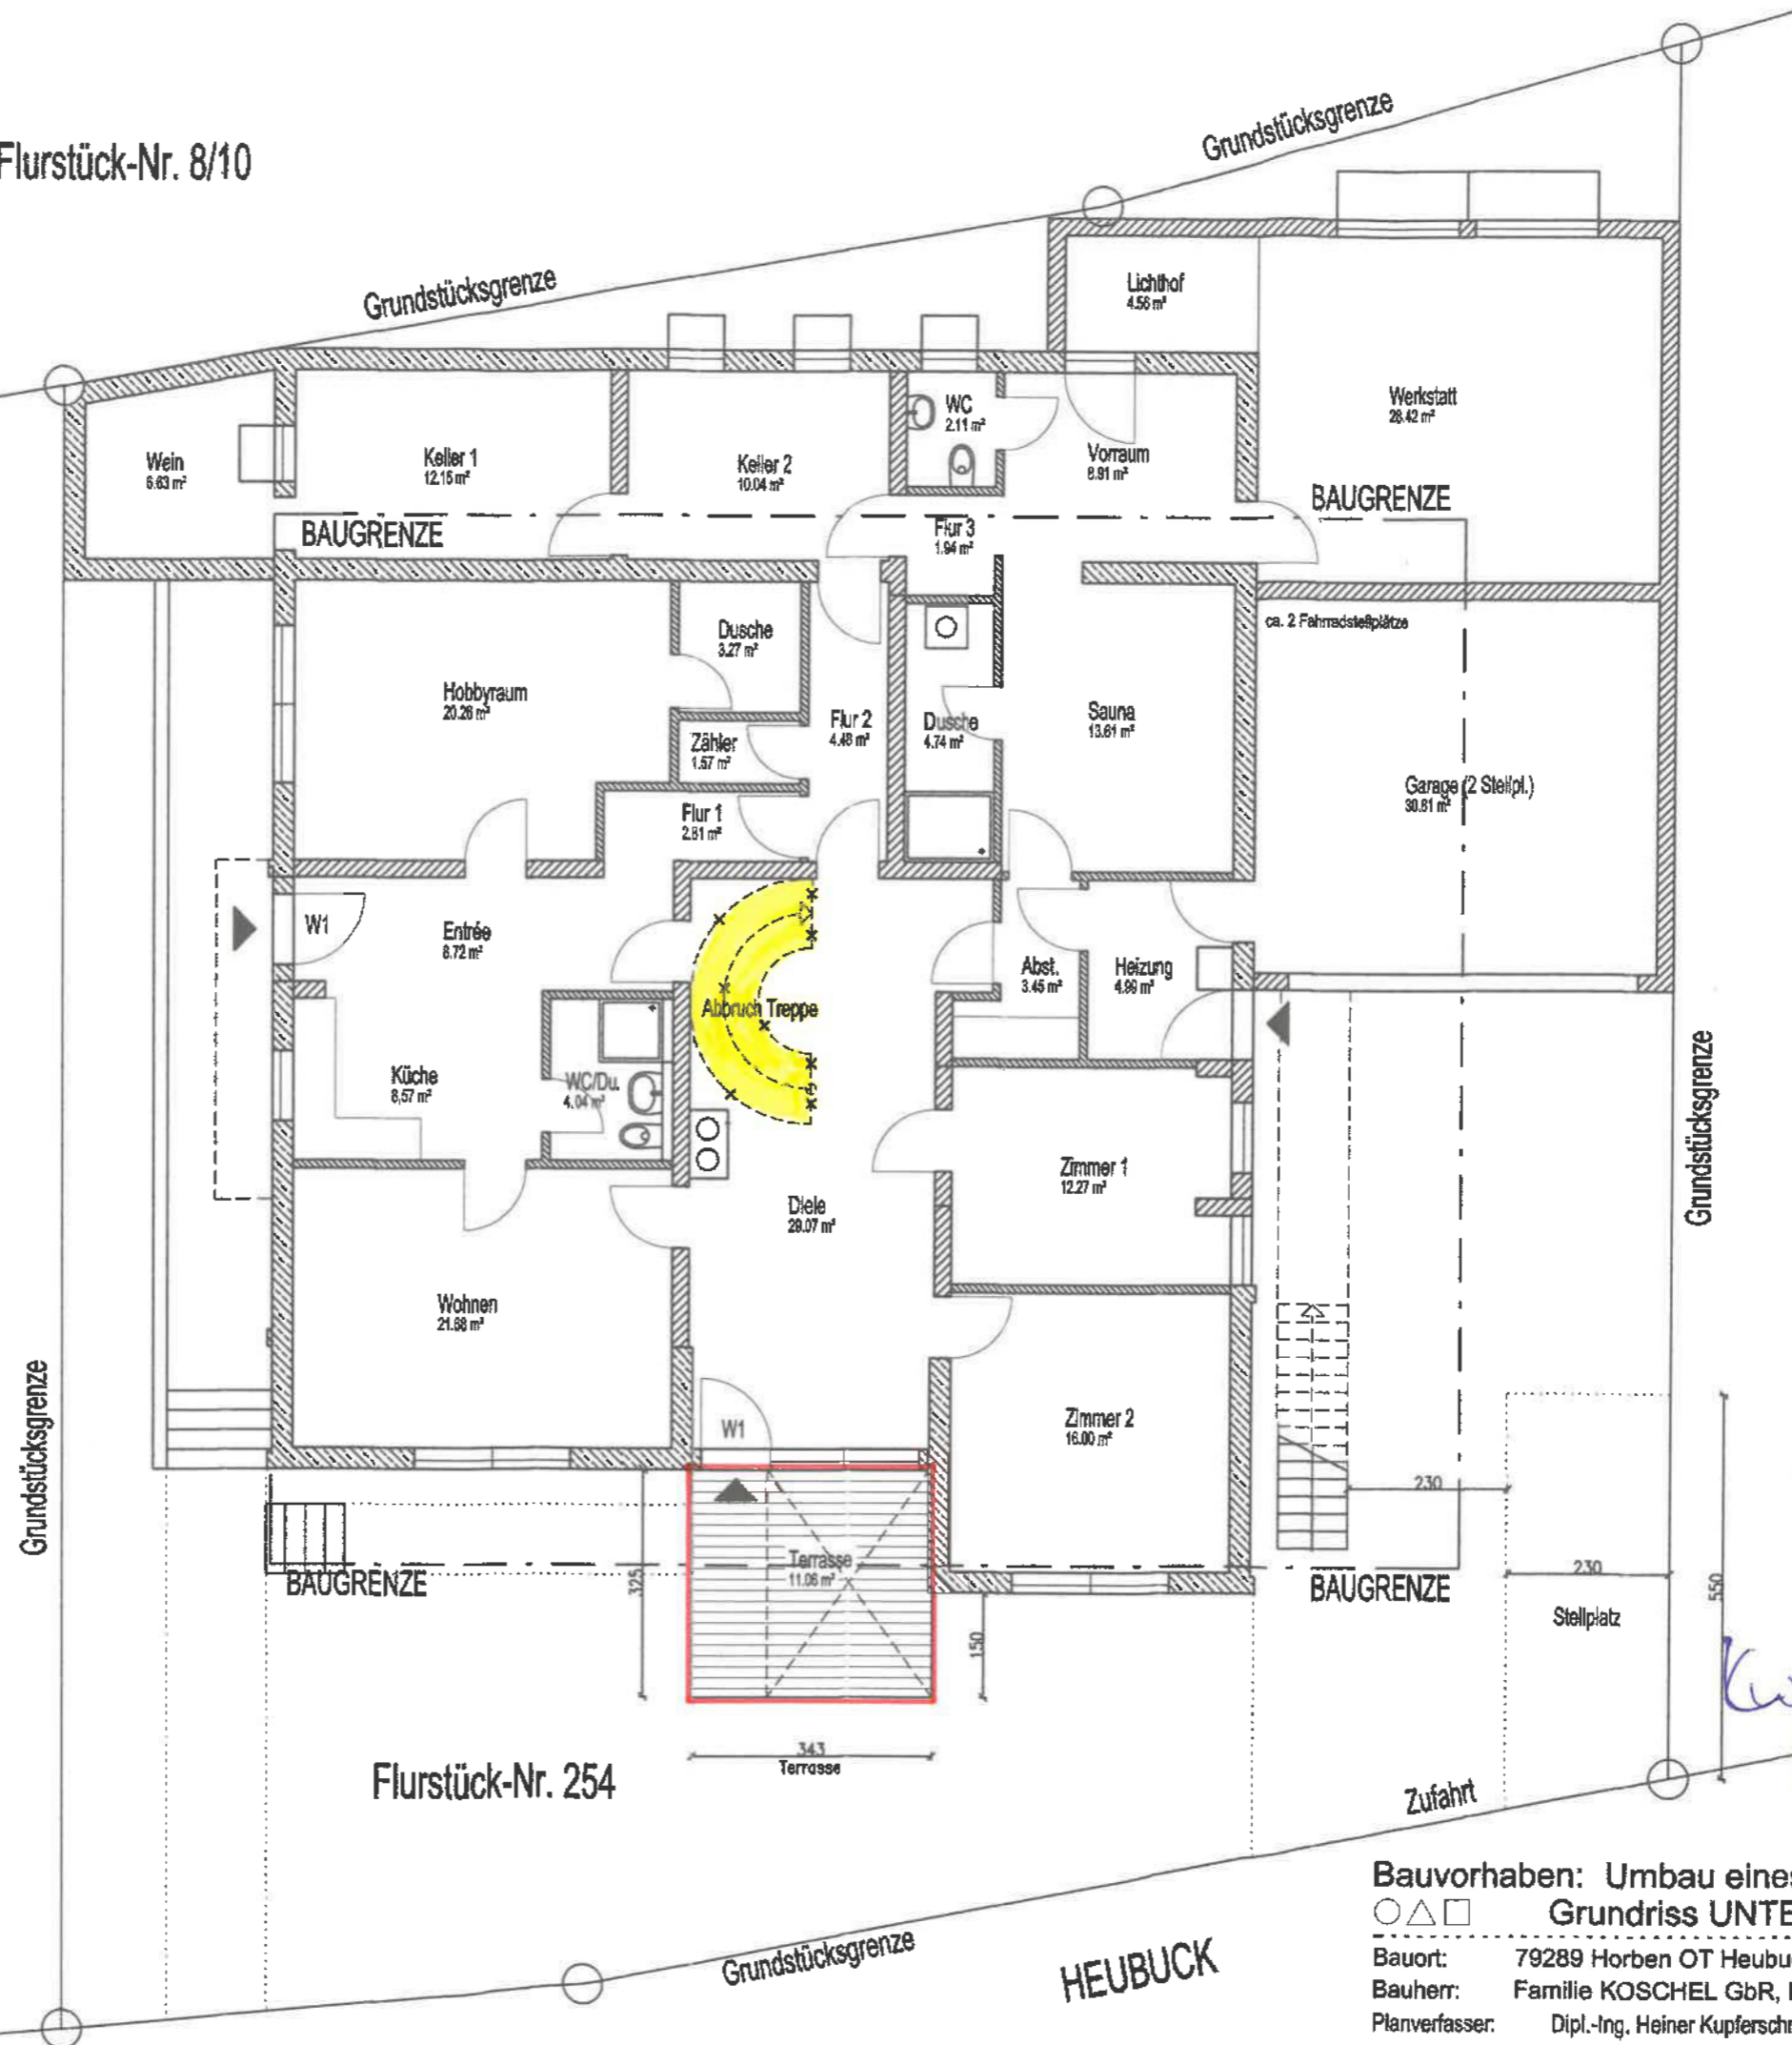 Flurstück-Nr. 8/10
Grundstücksgrenze
Grundstücksgrenze
Lichthof
4.56 m²
Werkstatt
28.42 m²
WC
2.11 m²
Vorraum
8.91 m²
Wein
6.63 m²
Keller 1
12.15 m²
Keller 2
10.04 m²
BAUGRENZE
BAUGRENZE
Flur 3
1.94 m²
ca. 2 Fahrradstellplätze
Dusche
3.27 m²
Hobbyraum
20.26 m²
Flur 2
4.48 m²
Dusche
4.74 m²
Sauna
13.61 m²
Zähler
1.57 m²
Garage (2 Stellpl.)
30.61 m²
Flur 1
2.81 m²
W1
Entrée
8.72 m²
Abst.
3.45 m²
Heizung
4.89 m²
Abbruch Treppe
Küche
8,57 m²
WC/Du.
4.04 m²
Grundstücksgrenze
Zimmer 1
12.27 m²
Diele
29.07 m²
Wohnen
21.68 m²
Grundstücksgrenze
W1
Zimmer 2
16.00 m²
230
Terrasse
11.06 m²
BAUGRENZE
325
BAUGRENZE
230
550
Stellplatz
150
343
Terrasse
Flurstück-Nr. 254
Zufahrt
Grundstücksgrenze
HEUBUCK
Bauvorhaben: Umbau eines
Grundriss UNTE
Bauort: 79289 Horben OT Heubu
Bauherr: Familie KOSCHEL GbR,
Planverfasser: Dipl.-Ing. Heiner Kupfersch